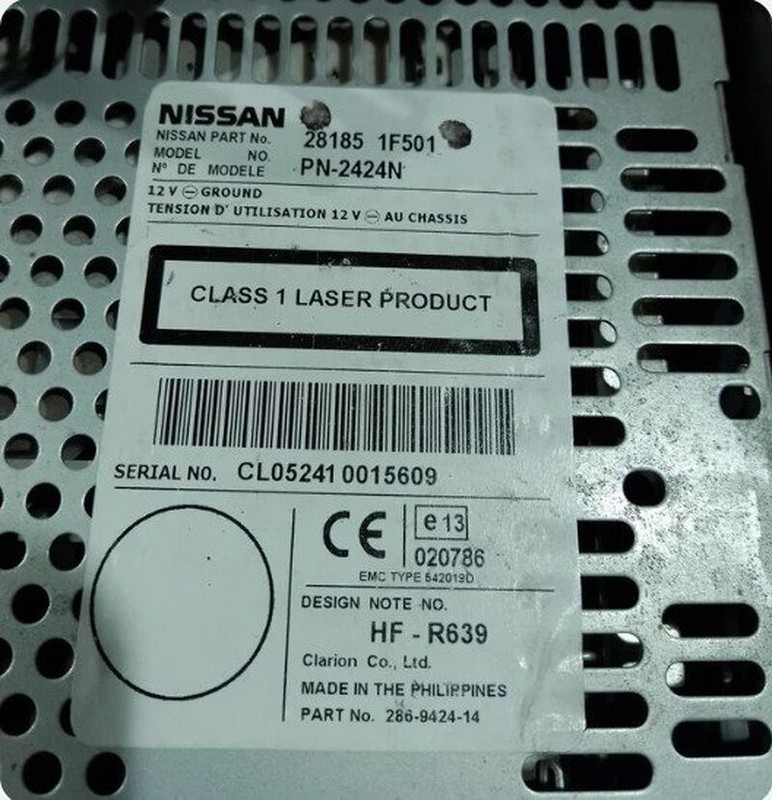 NISSAN
NISSAN PART No. 28185 1F501
MODEL NO.
N° DE MODELE PN-2424N
12 V ⊖ GROUND
TENSION D' UTILISATION 12 V ⊖ AU CHASSIS
CLASS 1 LASER PRODUCT
SERIAL NO. CL052410015609
CE e13
020786
EMC TYPE 542019D
DESIGN NOTE NO.
HF - R639
Clarion Co., Ltd.
MADE IN THE PHILIPPINES
PART No. 286-9424-14